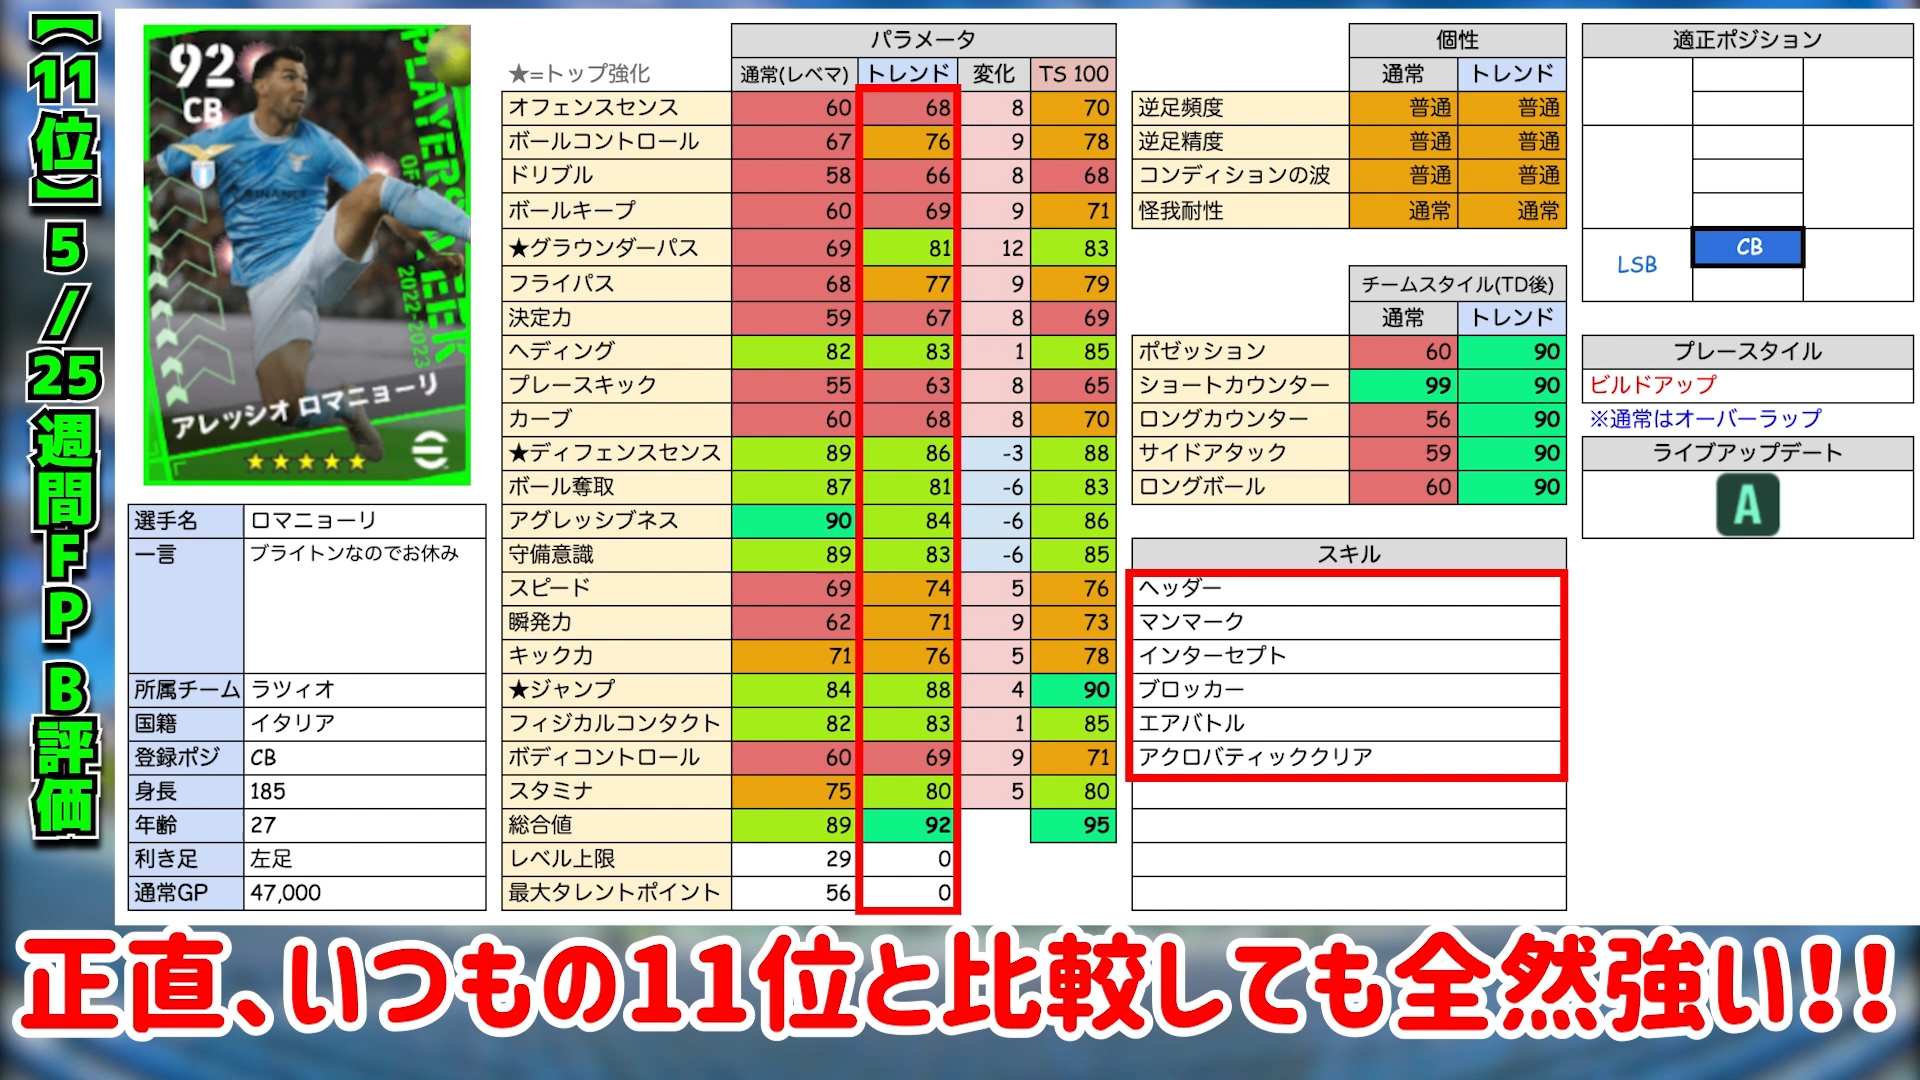 【11位】5/25週間FP B評価
92
CB
PLAYERS OF THE WEEK
2022-2023
BINANCE
アレッシオ ロマニョーリ
★★★★★
選手名 ロマニョーリ
一言 ブライトンなのでお休み
所属チーム ラツィオ
国籍 イタリア
登録ポジ CB
身長 185
年齢 27
利き足 左足
通常GP 47,000
パラメータ
★=トップ強化 通常(レベマ) トレンド 変化 TS 100
オフェンスセンス 60 68 8 70
ボールコントロール 67 76 9 78
ドリブル 58 66 8 68
ボールキープ 60 69 9 71
★グラウンダーパス 69 81 12 83
フライパス 68 77 9 79
決定力 59 67 8 69
ヘディング 82 83 1 85
プレースキック 55 63 8 65
カーブ 60 68 8 70
★ディフェンスセンス 89 86 -3 88
ボール奪取 87 81 -6 83
アグレッシブネス 90 84 -6 86
守備意識 89 83 -6 85
スピード 69 74 5 76
瞬発力 62 71 9 73
キック力 71 76 5 78
★ジャンプ 84 88 4 90
フィジカルコンタクト 82 83 1 85
ボディコントロール 60 69 9 71
スタミナ 75 80 5 80
総合値 89 92 95
レベル上限 29 0
最大タレントポイント 56 0
個性
通常 トレンド
逆足頻度 普通 普通
逆足精度 普通 普通
コンディションの波 普通 普通
怪我耐性 通常 通常
チームスタイル(TD後)
通常 トレンド
ポゼッション 60 90
ショートカウンター 99 90
ロングカウンター 56 90
サイドアタック 59 90
ロングボール 60 90
スキル
ヘッダー
マンマーク
インターセプト
ブロッカー
エアバトル
アクロバティッククリア
適正ポジション
LSB CB
プレースタイル
ビルドアップ
※通常はオーバーラップ
ライブアップデート
A
正直、いつもの11位と比較しても全然強い!!